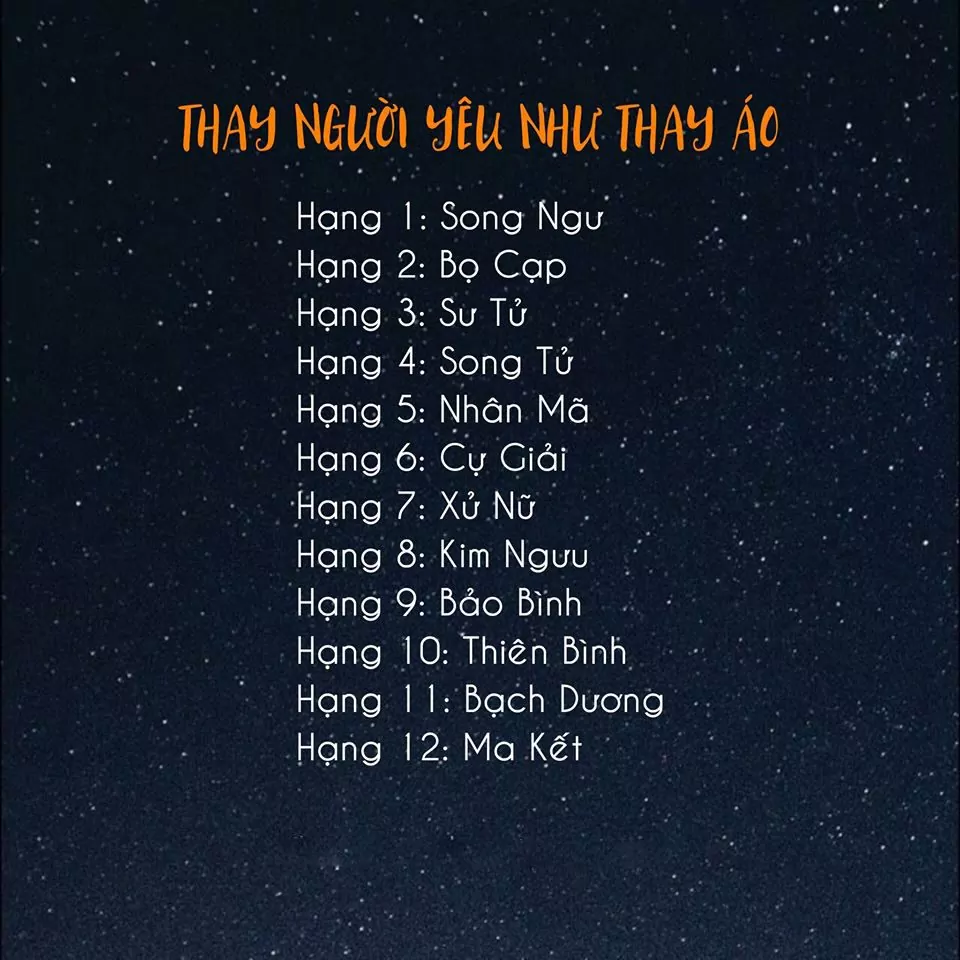 THAY NGƯỜI YÊU NHƯ THAY ÁO
Hạng 1: Song Ngư
Hạng 2: Bọ Cạp
Hạng 3: Sư Tử
Hạng 4: Song Tử
Hạng 5: Nhân Mã
Hạng 6: Cự Giải
Hạng 7: Xử Nữ
Hạng 8: Kim Ngưu
Hạng 9: Bảo Bình
Hạng 10: Thiên Bình
Hạng 11: Bạch Dương
Hạng 12: Ma Kết